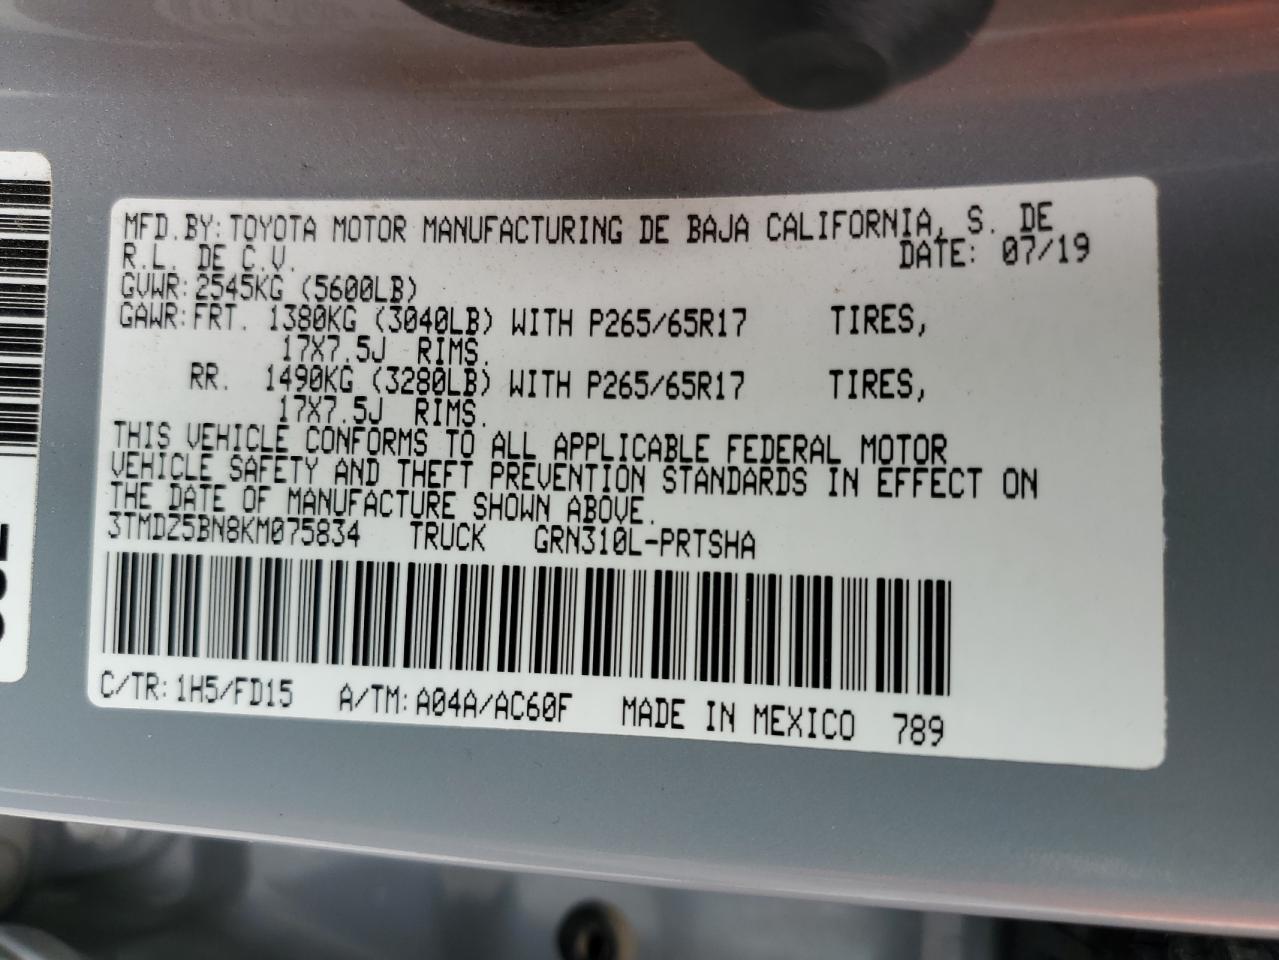 MFD.BY: TOYOTA MOTOR MANUFACTURING DE BAJA CALIFORNIA, S. DE
R.L. DE C.V. DATE: 07/19
GVWR: 2545KG (5600LB)
GAWR: FRT. 1380KG (3040LB) WITH P265/65R17 TIRES,
17X7.5J RIMS.
RR. 1490KG (3280LB) WITH P265/65R17 TIRES,
17X7.5J RIMS.
THIS VEHICLE CONFORMS TO ALL APPLICABLE FEDERAL MOTOR
VEHICLE SAFETY AND THEFT PREVENTION STANDARDS IN EFFECT ON
THE DATE OF MANUFACTURE SHOWN ABOVE.
3TMDZ5BN8KM075834 TRUCK GRN310L-PRTSHA
C/TR: 1H5/FD15 A/TM: A04A/AC60F MADE IN MEXICO 789